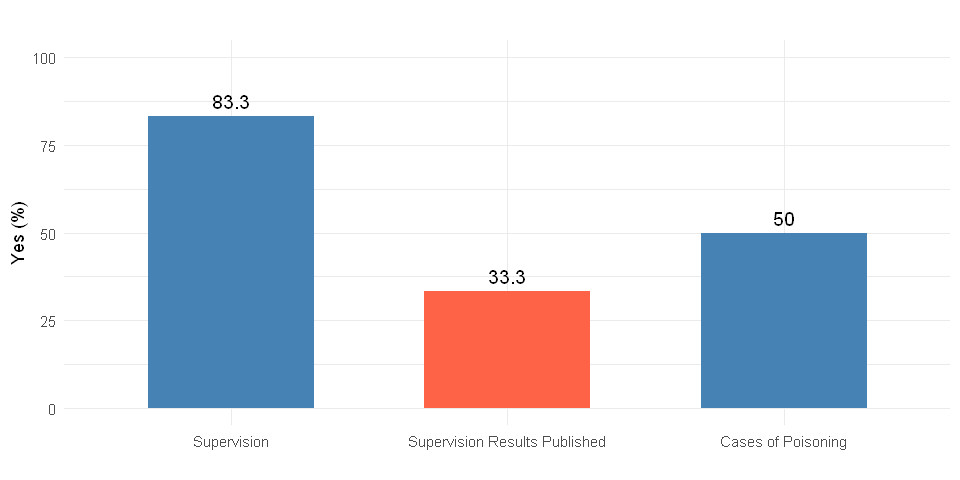 Yes (%)
100
75
50
25
0
83.3
33.3
50
Supervision
Supervision Results Published
Cases of Poisoning